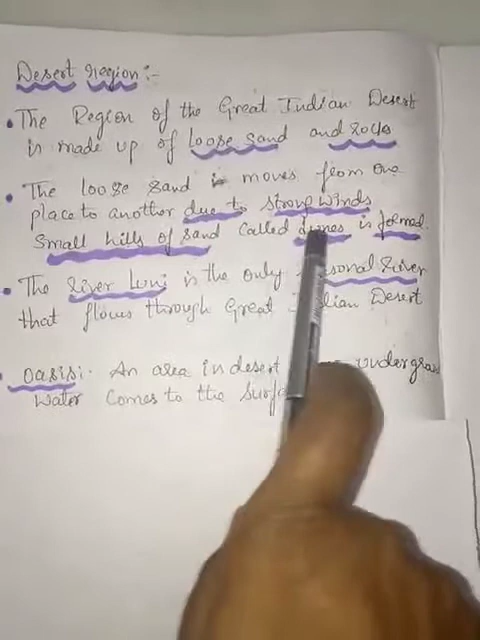 Desert Region:-
• The Region of the Great Indian Desert
is made up of loose sand and rocks
• The loose sand is moves from one
place to another due to strong winds
Small hills of sand called dunes is formed.
• The River Luni is the only sonal River
that flows through Great Indian Desert
Oasis: An area in desert undergra
water comes to the surf